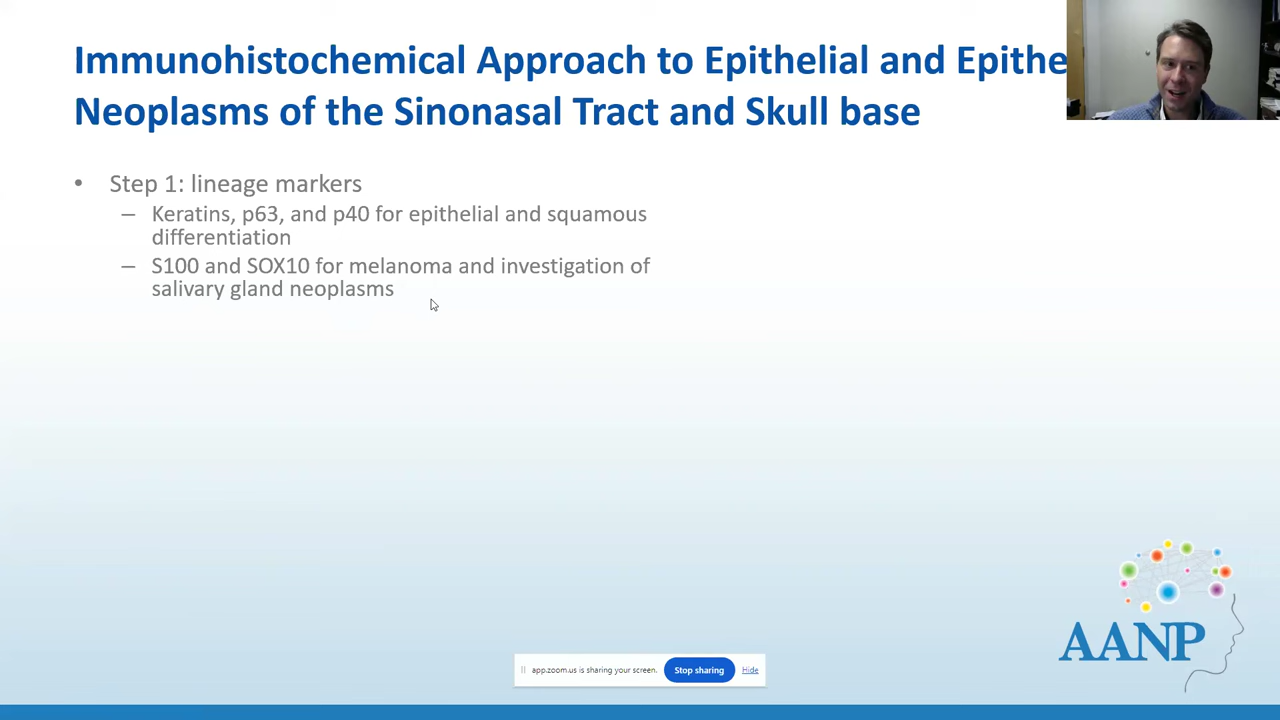 Immunohistochemical Approach to Epithelial and Epithe
Neoplasms of the Sinonasal Tract and Skull base
• Step 1: lineage markers
– Keratins, p63, and p40 for epithelial and squamous
differentiation
– S100 and SOX10 for melanoma and investigation of
salivary gland neoplasms
AANP
app.zoom.us is sharing your screen. Stop sharing Hide